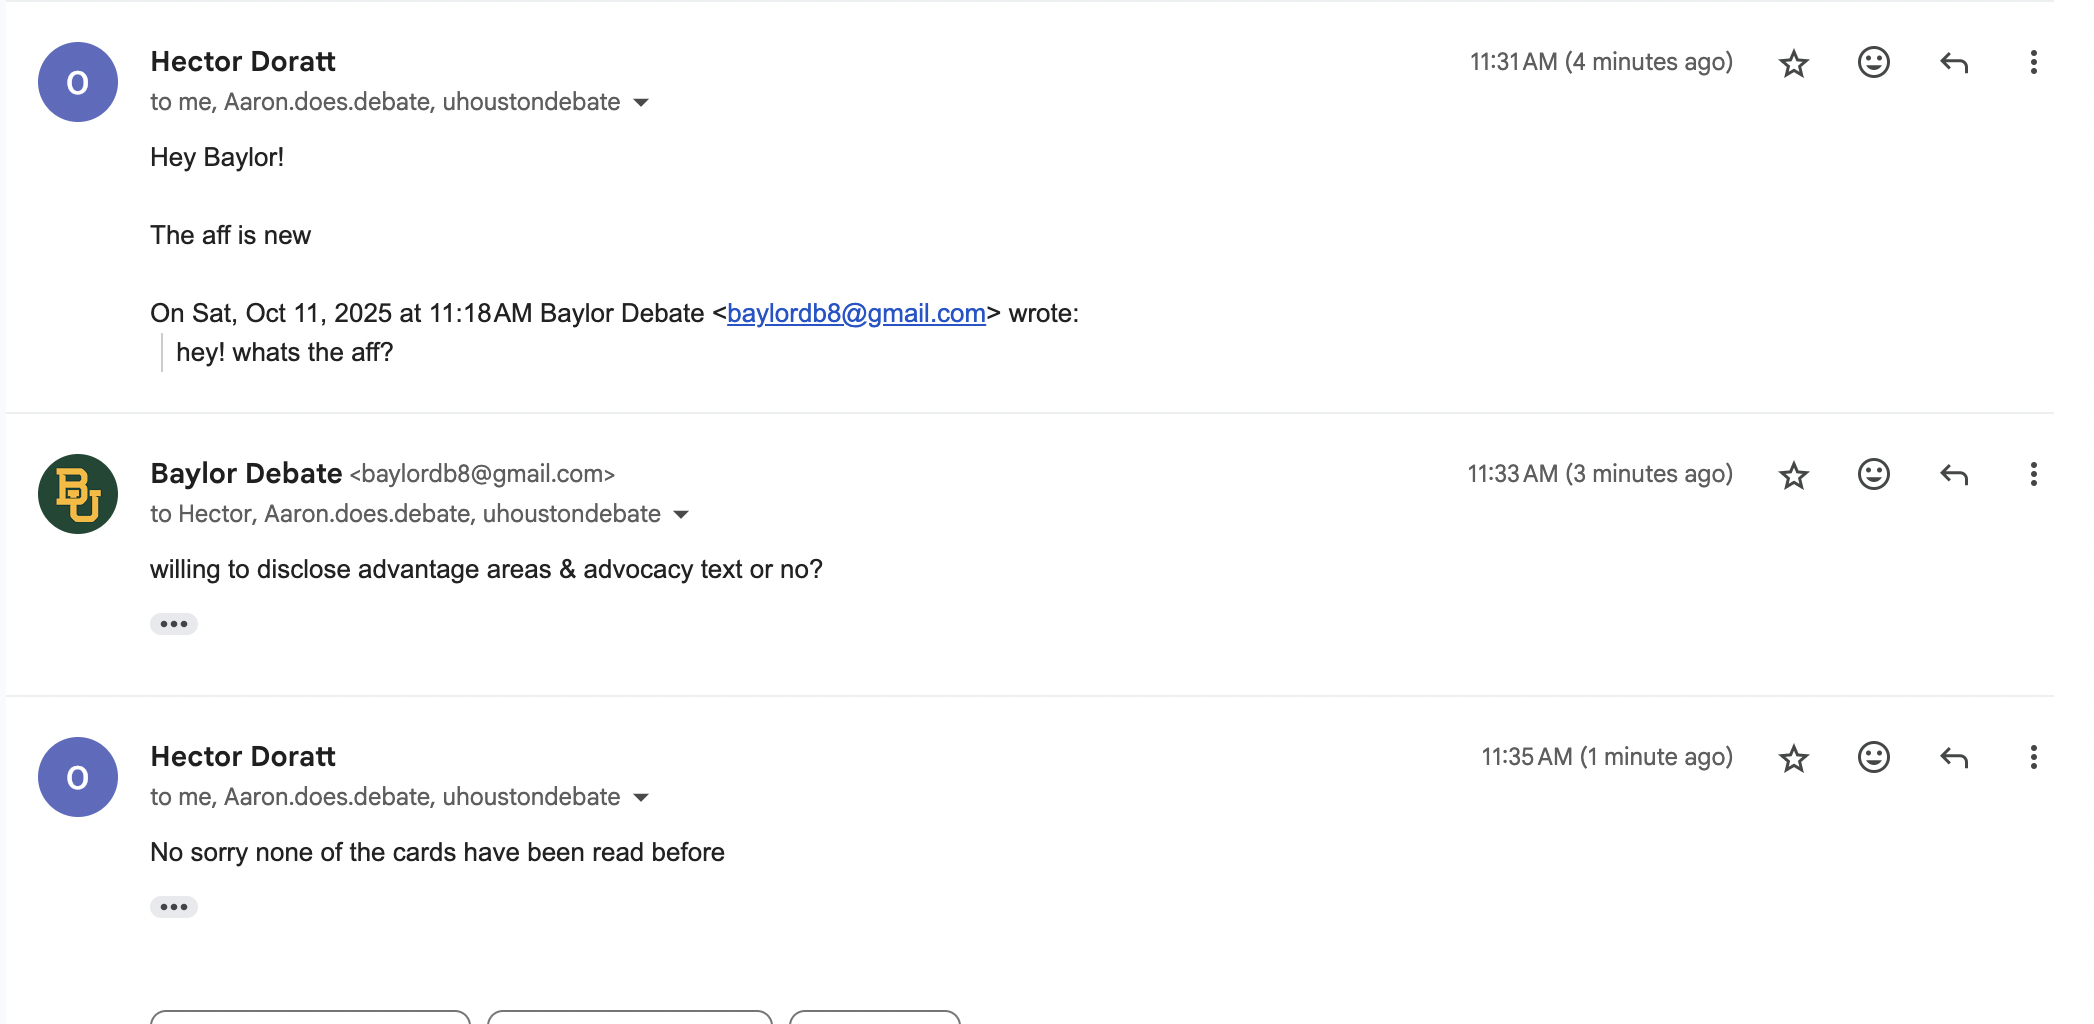 O
Hector Doratt
11:31 AM (4 minutes ago)
to me, Aaron.does.debate, uhoustondebate
Hey Baylor!
The aff is new
On Sat, Oct 11, 2025 at 11:18 AM Baylor Debate <baylordb8@gmail.com> wrote:
hey! whats the aff?
BU
Baylor Debate <baylordb8@gmail.com>
11:33 AM (3 minutes ago)
to Hector, Aaron.does.debate, uhoustondebate
willing to disclose advantage areas & advocacy text or no?
O
Hector Doratt
11:35 AM (1 minute ago)
to me, Aaron.does.debate, uhoustondebate
No sorry none of the cards have been read before